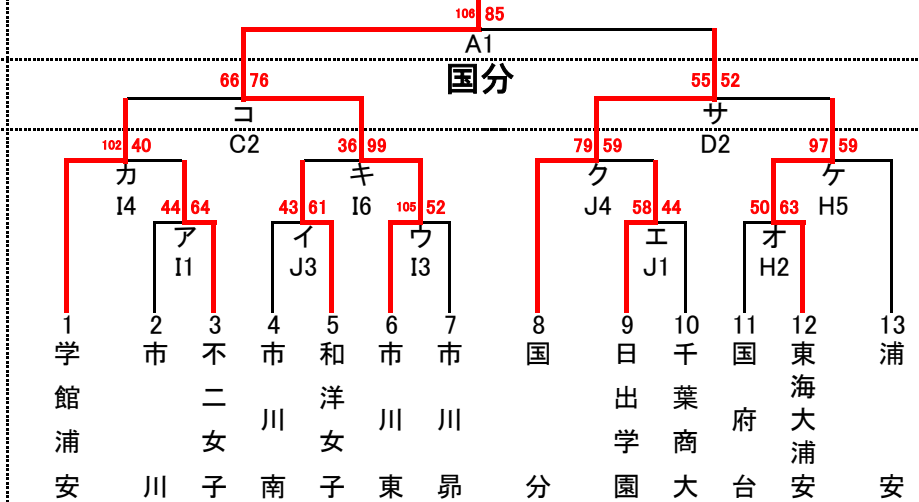 106 85
A1
国分
66 76
55 52
コ
サ
C2
D2
102 40
36 99
79 59
97 59
カ
キ
ク
ケ
I4
I6
J4
H5
44 64
43 61
105 52
58 44
50 63
ア
イ
ウ
エ
オ
I1
J3
I3
J1
H2
1 2 3 4 5 6 7 8 9 10 11 12 13
学館浦安
市川
不二女子
市川南
和洋女子
市川東
市川昴
国分
日出学園
千葉商大
国府台
東海大浦安
浦安